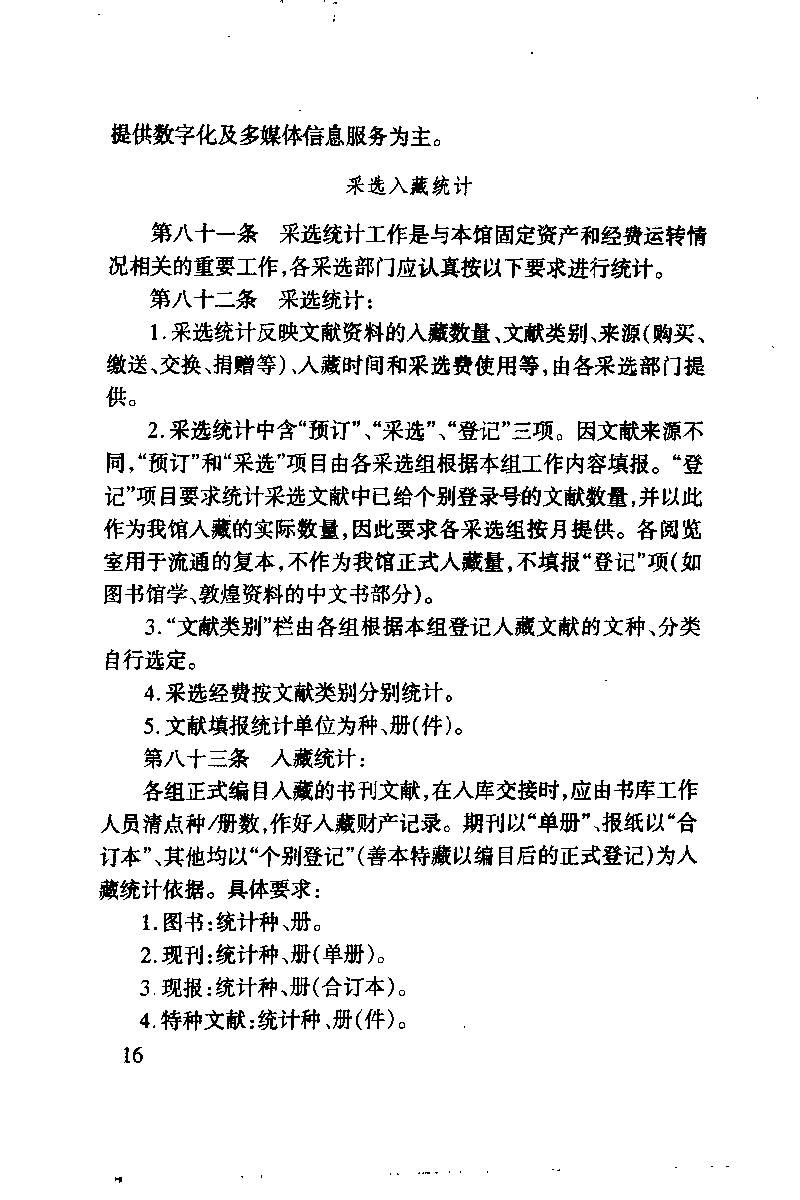 提供数字化及多媒体信息服务为主。
采选入藏统计
第八十一条　采选统计工作是与本馆固定资产和经费运转情
况相关的重要工作,各采选部门应认真按以下要求进行统计。
第八十二条　采选统计:
1.采选统计反映文献资料的入藏数量、文献类别、来源(购买、
缴送、交换、捐赠等)、入藏时间和采选费使用等,由各采选部门提
供。
2.采选统计中含“预订”、“采选”、“登记”三项。因文献来源不
同,“预订”和“采选”项目由各采选组根据本组工作内容填报。“登
记”项目要求统计采选文献中已给个别登录号的文献数量,并以此
作为我馆入藏的实际数量,因此要求各采选组按月提供。各阅览
室用于流通的复本,不作为我馆正式入藏量,不填报“登记”项(如
图书馆学、敦煌资料的中文书部分)。
3.“文献类别”栏由各组根据本组登记入藏文献的文种、分类
自行选定。
4.采选经费按文献类别分别统计。
5.文献填报统计单位为种、册(件)。
第八十三条　入藏统计:
各组正式编目入藏的书刊文献,在入库交接时,应由书库工作
人员清点种/册数,作好入藏财产记录。期刊以“单册”、报纸以“合
订本”、其他均以“个别登记”(善本特藏以编目后的正式登记)为入
藏统计依据。具体要求:
1.图书:统计种、册。
2.现刊:统计种、册(单册)。
3.现报:统计种、册(合订本)。
4.特种文献:统计种、册(件)。
16